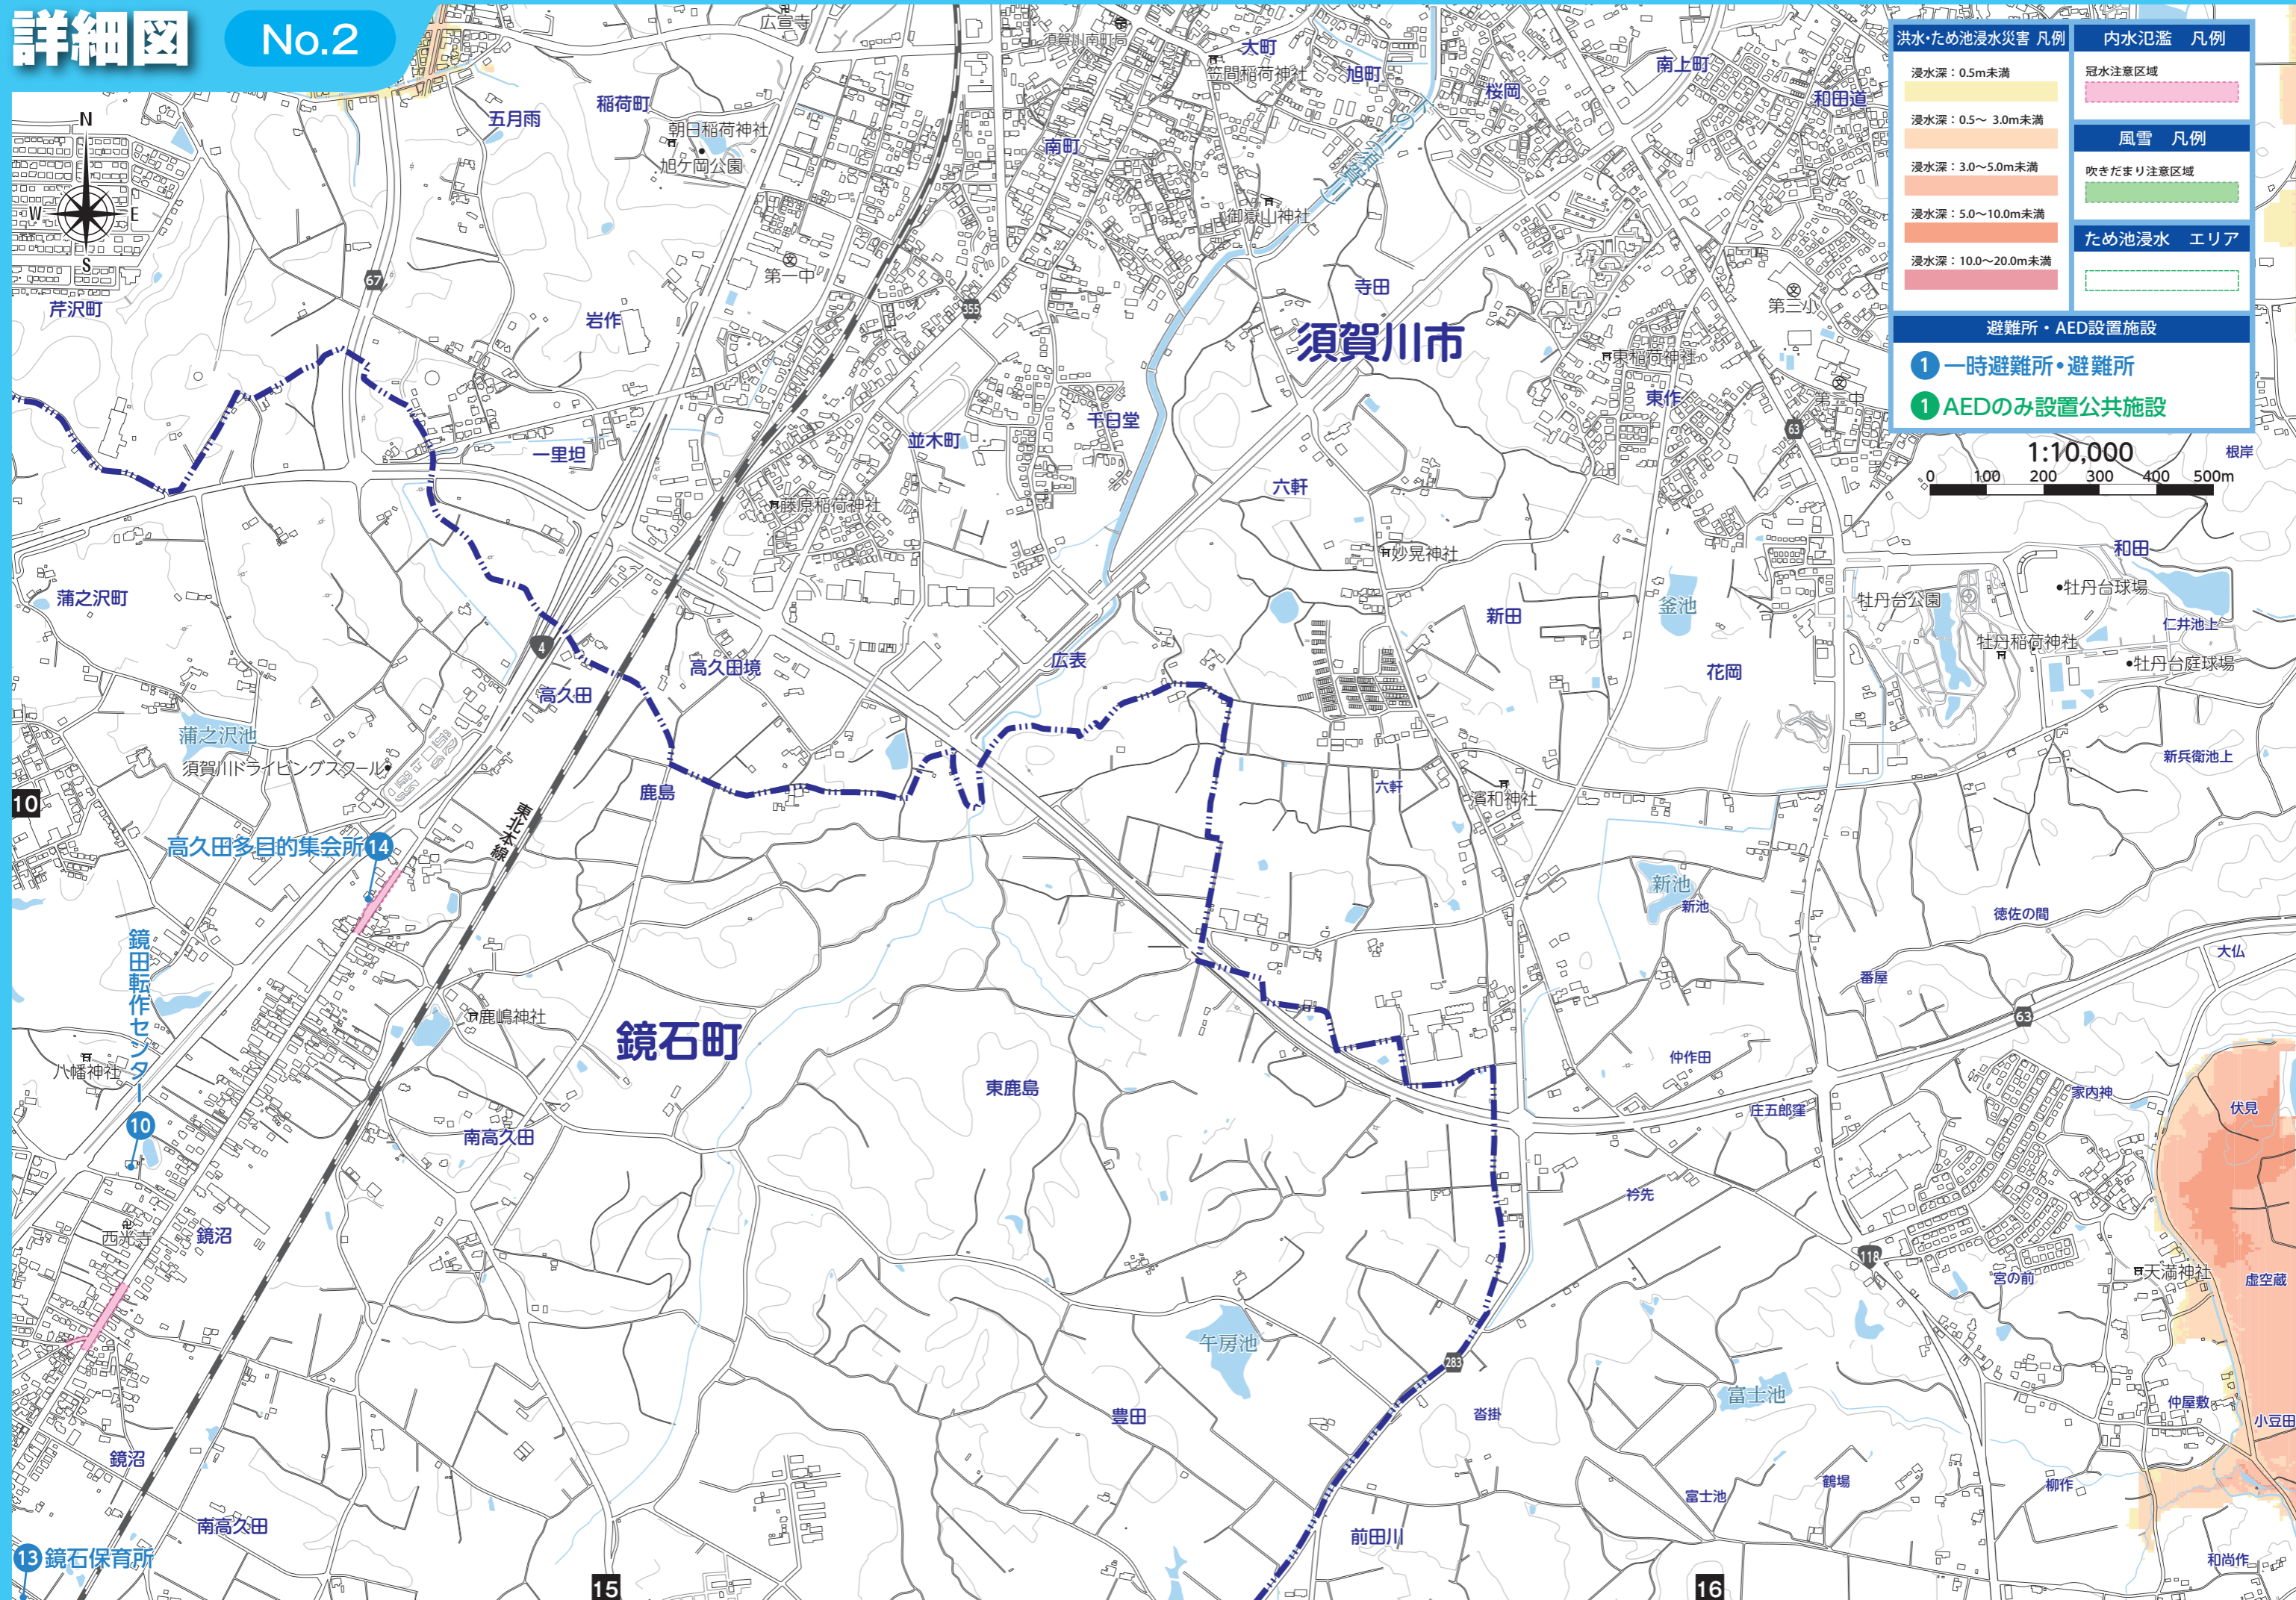 詳細図 No.2
洪水・ため池浸水災害 凡例
浸水深：0.5m未満
浸水深：0.5～ 3.0m未満
浸水深：3.0～5.0m未満
浸水深：5.0～10.0m未満
浸水深：10.0～20.0m未満
内水氾濫 凡例
冠水注意区域
風雪 凡例
吹きだまり注意区域
ため池浸水 エリア
避難所・AED設置施設
1 一時避難所・避難所
1 AEDのみ設置公共施設
1:10,000
0 100 200 300 400 500m
N
W E
S
広宣寺
須賀川南町局
大町
笠間稲荷神社
旭町
桜岡
南上町
和田道
五月雨
稲荷町
朝日稲荷神社
旭ケ岡公園
南町
御嶽山神社
第一中
67
355
寺田
第三小
芹沢町
岩作
須賀川市
東稲荷神社
東作
第三中
63
千日堂
並木町
一里坦
根岸
六軒
藤原稲荷神社
妙見神社
和田
牡丹台球場
蒲之沢町
牡丹台公園
釜池
新田
仁井池上
牡丹稲荷神社
牡丹台庭球場
4
高久田境
広表
花岡
高久田
蒲之沢池
須賀川ドライビングスクール
新兵衛池上
鹿島
六軒
濱和神社
10
東北本線
高久田多目的集会所 14
新池
新池
徳佐の間
鏡田転作センター 10
大仏
番屋
63
鹿嶋神社
鏡石町
八幡神社
仲作田
東鹿島
家内神
伏見
庄五郎窪
南高久田
衿先
西光寺
鏡沼
118
天満神社
宮の前
虚空蔵
午房池
283
富士池
豊田
沓掛
仲屋敷
小豆田
鏡沼
鶴場
柳作
富士池
南高久田
前田川
13 鏡石保育所
和尚作
15
16